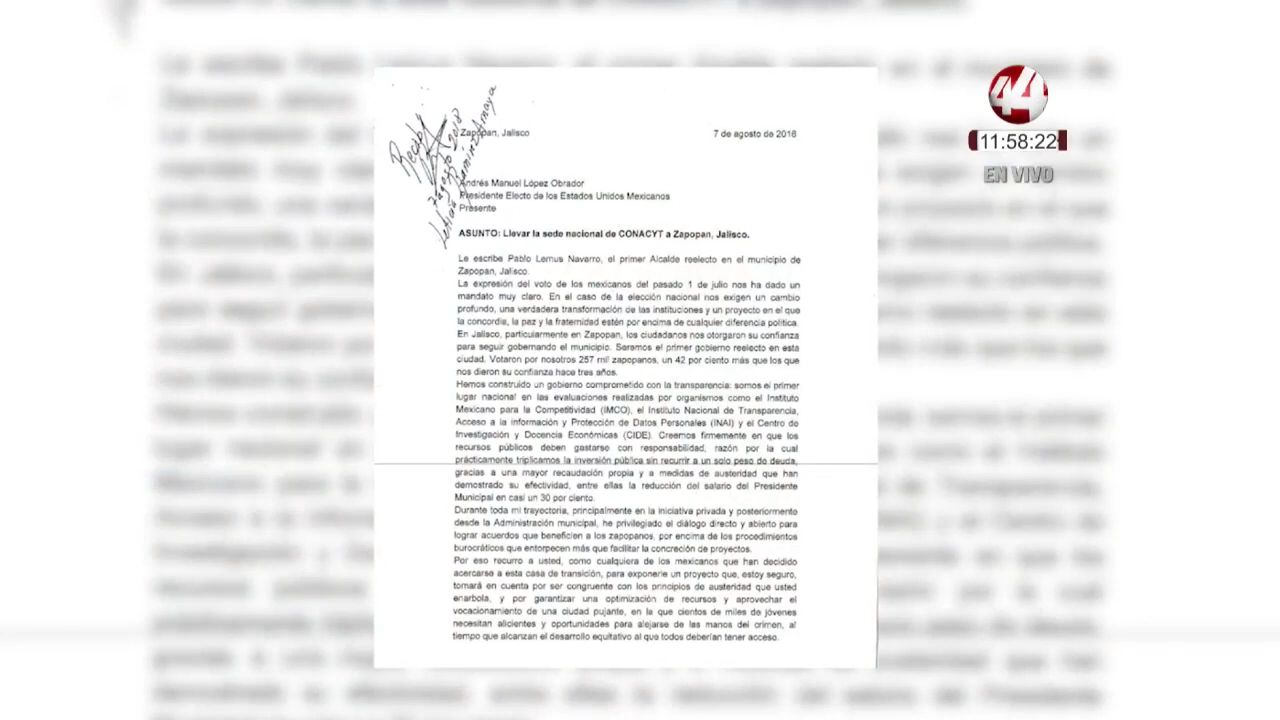 44
11:58:22
EN VIVO
Recibí
7 agosto 2018
Zapopan, Jalisco
7 de agosto de 2018
Andrés Manuel López Obrador
Presidente Electo de los Estados Unidos Mexicanos
Presente
ASUNTO: Llevar la sede nacional de CONACYT a Zapopan, Jalisco.
Le escribe Pablo Lemus Navarro, el primer Alcalde reelecto en el municipio de
Zapopan, Jalisco.
La expresión del voto de los mexicanos del pasado 1 de julio nos ha dado un
mandato muy claro. En el caso de la elección nacional nos exigen un cambio
profundo, una verdadera transformación de las instituciones y un proyecto en el que
la concordia, la paz y la fraternidad estén por encima de cualquier diferencia política.
En Jalisco, particularmente en Zapopan, los ciudadanos nos otorgaron su confianza
para seguir gobernando el municipio. Seremos el primer gobierno reelecto en esta
ciudad. Votaron por nosotros 257 mil zapopanos, un 42 por ciento más que los que
nos dieron su confianza hace tres años.
Hemos construido un gobierno comprometido con la transparencia: somos el primer
lugar nacional en las evaluaciones realizadas por organismos como el Instituto
Mexicano para la Competitividad (IMCO), el Instituto Nacional de Transparencia,
Acceso a la Información y Protección de Datos Personales (INAI) y el Centro de
Investigación y Docencia Económicas (CIDE). Creemos firmemente en que los
recursos públicos deben gastarse con responsabilidad, razón por la cual
prácticamente triplicamos la inversión pública sin recurrir a un solo peso de deuda,
gracias a una mayor recaudación propia y a medidas de austeridad que han
demostrado su efectividad, entre ellas la reducción del salario del Presidente
Municipal en casi un 30 por ciento.
Durante toda mi trayectoria, principalmente en la iniciativa privada y posteriormente
desde la Administración municipal, he privilegiado el diálogo directo y abierto para
lograr acuerdos que beneficien a los zapopanos, por encima de los procedimientos
burocráticos que entorpecen más que facilitar la concreción de proyectos.
Por eso recurro a usted, como cualquiera de los mexicanos que han decidido
acercarse a esta casa de transición, para exponerle un proyecto que, estoy seguro,
tomará en cuenta por ser congruente con los principios de austeridad que usted
enarbola, y por garantizar una optimización de recursos y aprovechar el
vocacionamiento de una ciudad pujante, en la que cientos de miles de jóvenes
necesitan alicientes y oportunidades para alejarse de las manos del crimen, al
tiempo que alcanzan el desarrollo equitativo al que todos deberían tener acceso.